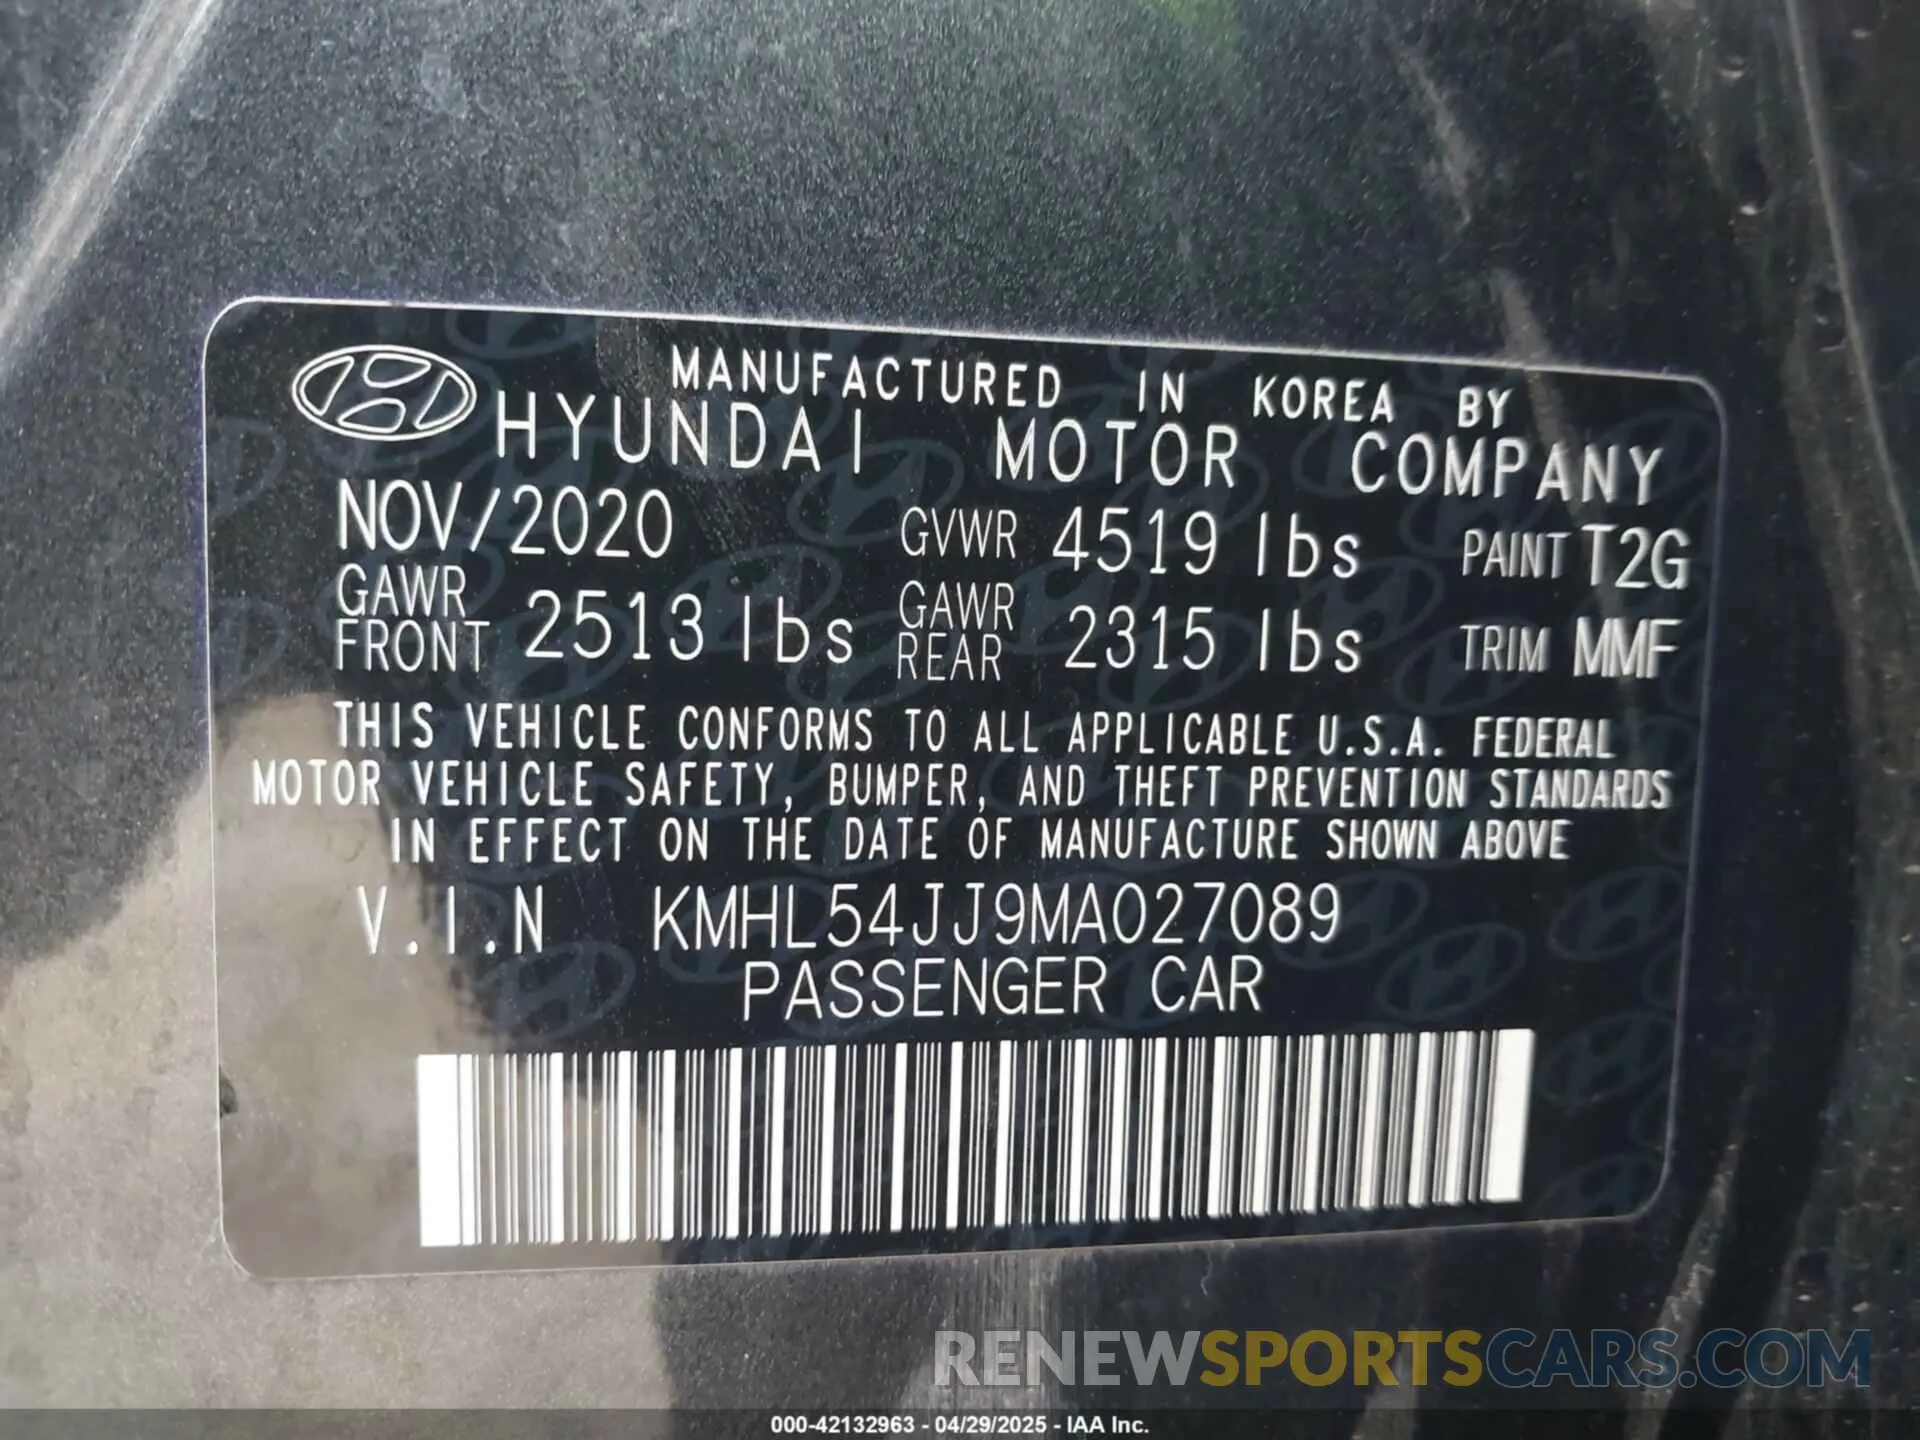 MANUFACTURED IN KOREA BY
HYUNDAI MOTOR COMPANY
NOV/2020 GVWR 4519 lbs PAINT T2G
GAWR FRONT 2513 lbs GAWR REAR 2315 lbs TRIM MMF
THIS VEHICLE CONFORMS TO ALL APPLICABLE U.S.A. FEDERAL
MOTOR VEHICLE SAFETY, BUMPER, AND THEFT PREVENTION STANDARDS
IN EFFECT ON THE DATE OF MANUFACTURE SHOWN ABOVE
V.I.N KMHL54JJ9MA027089
PASSENGER CAR
RENEWSPORTSCARS.COM
000-42132963 - 04/29/2025 - IAA Inc.